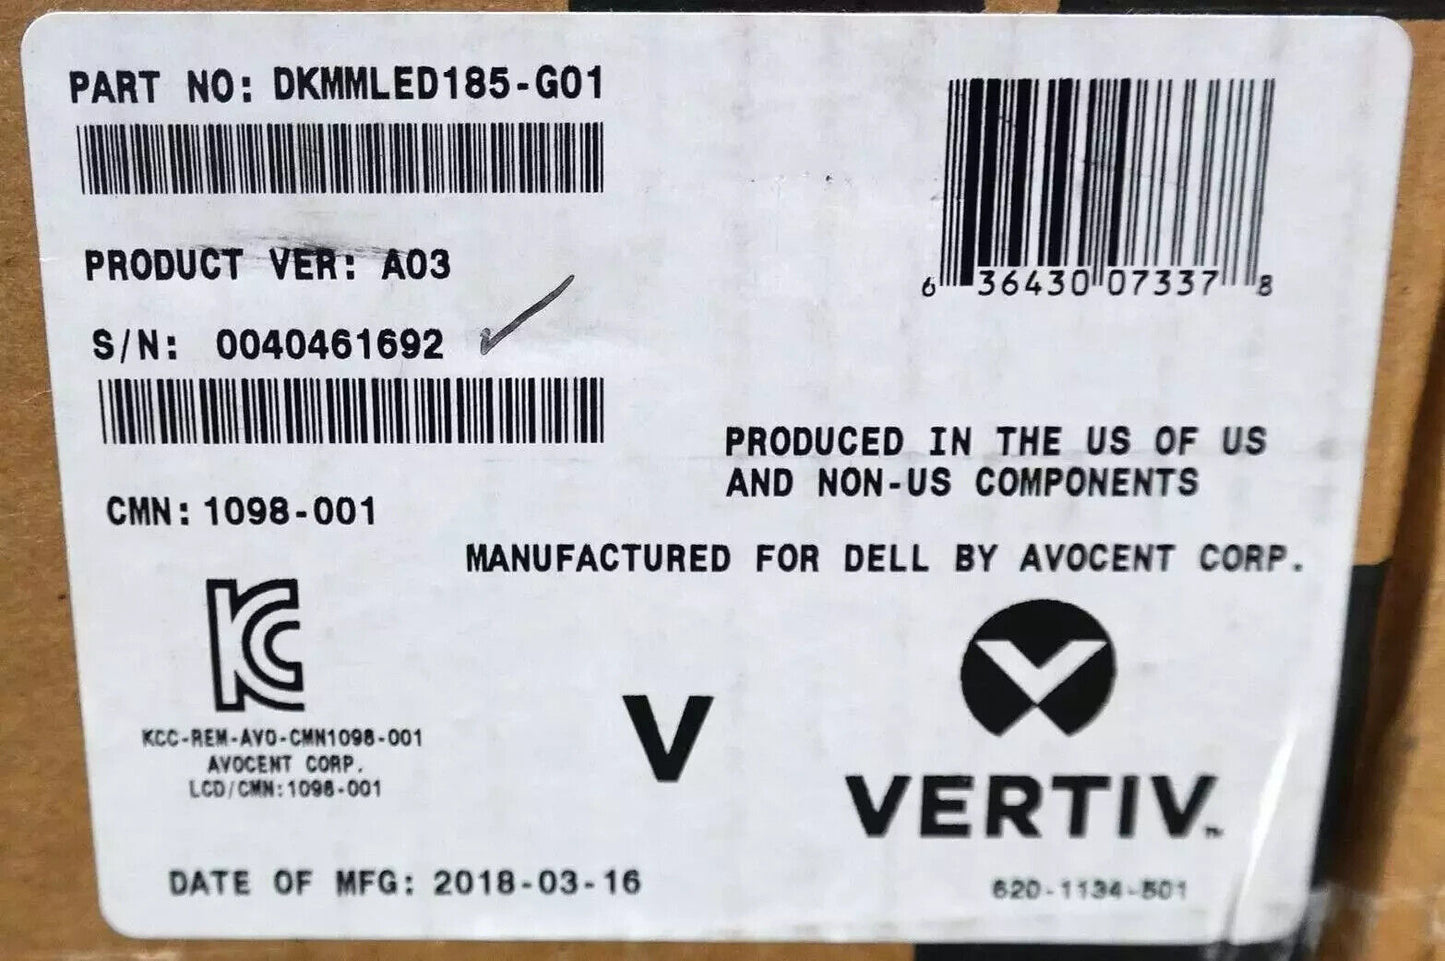 PART NO: DKMMLED185-G01
PRODUCT VER: A03
S/N: 0040461692
CMN: 1098-001
6 36430 07337 8
PRODUCED IN THE US OF US
AND NON-US COMPONENTS
MANUFACTURED FOR DELL BY AVOCENT CORP.
KCC-REM-AVO-CMN1098-001
AVOCENT CORP.
LCD/CMN:1098-001
V
VERTIV™
DATE OF MFG: 2018-03-16
620-1134-501